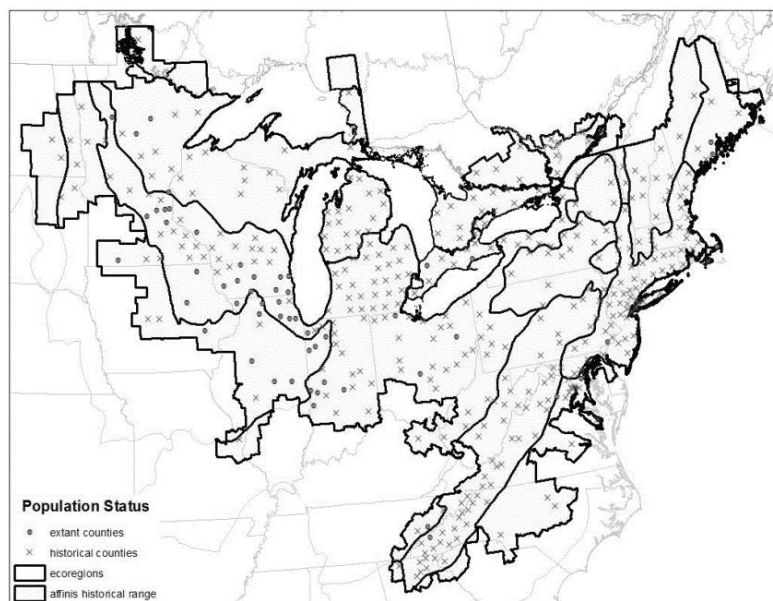 Population Status
extant counties
historical counties
ecoregions
affinis historical range